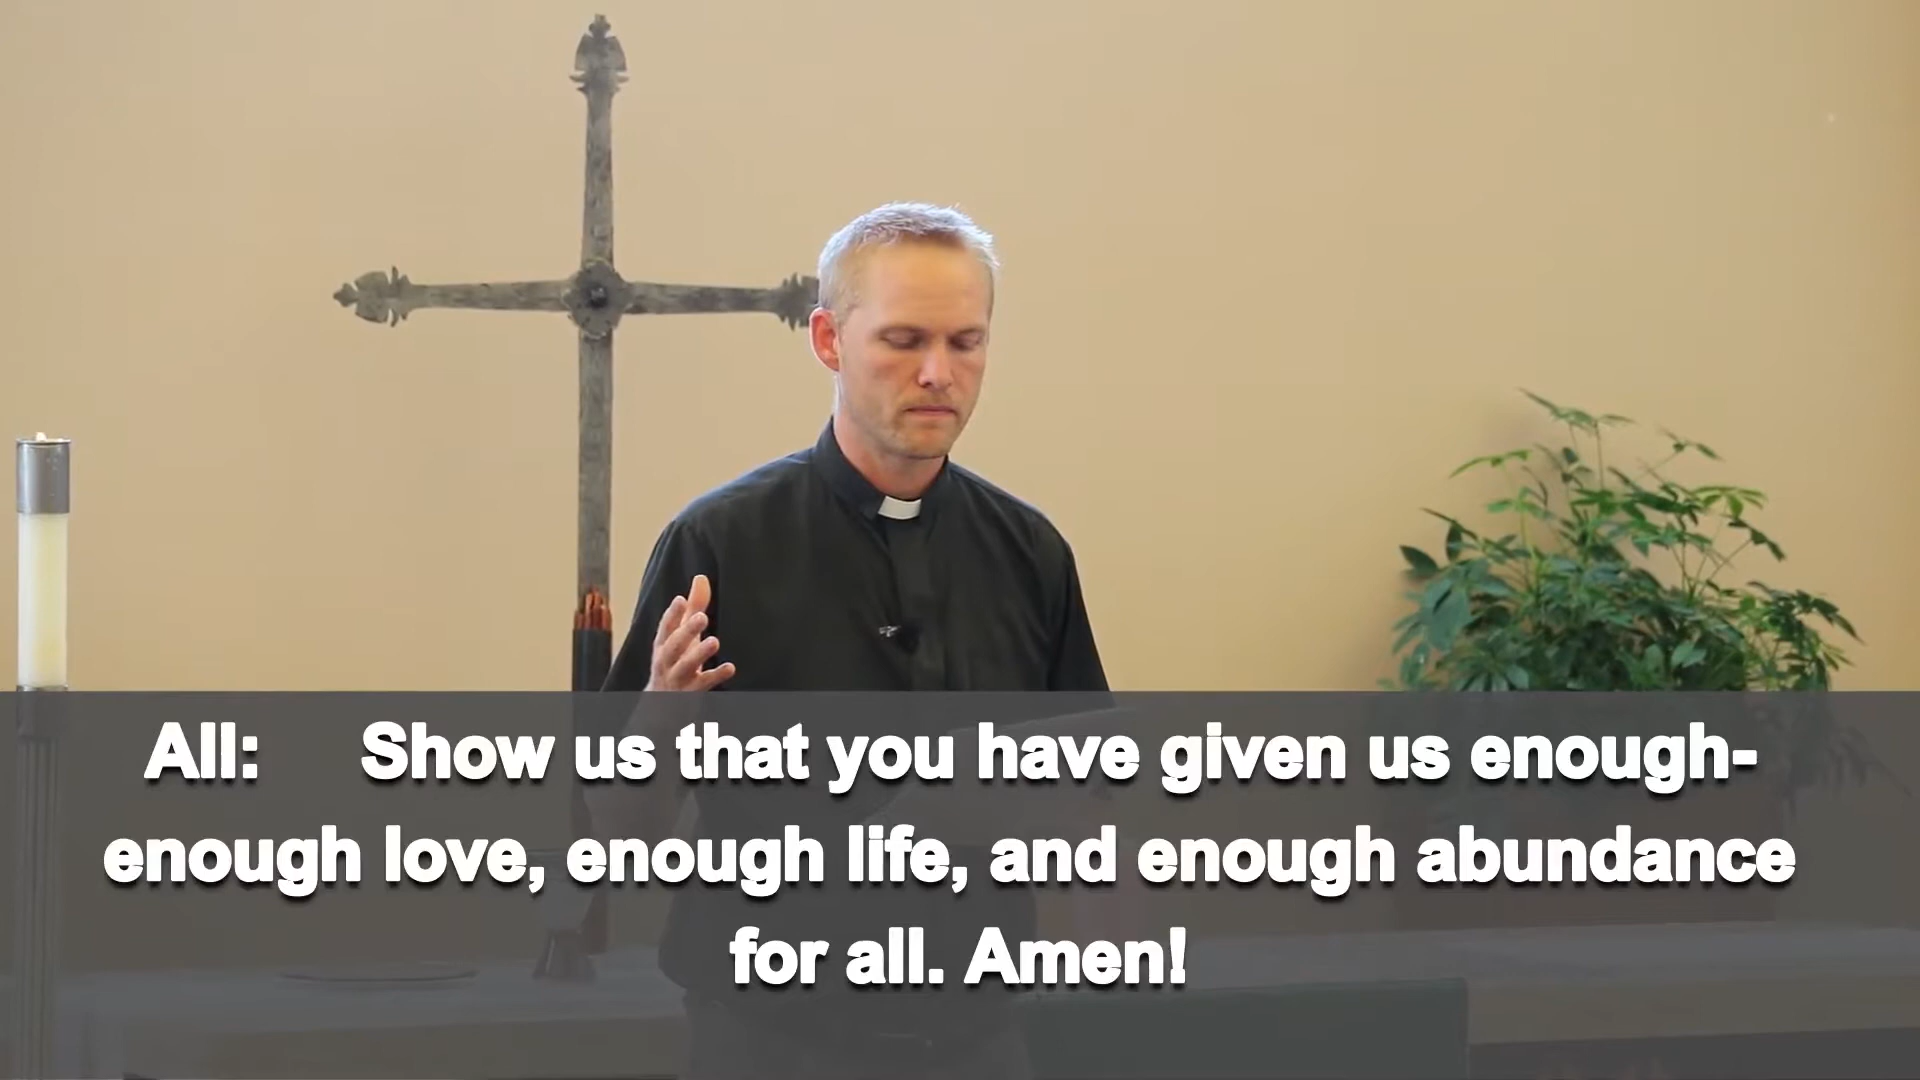 All: Show us that you have given us enough-
enough love, enough life, and enough abundance
for all. Amen!